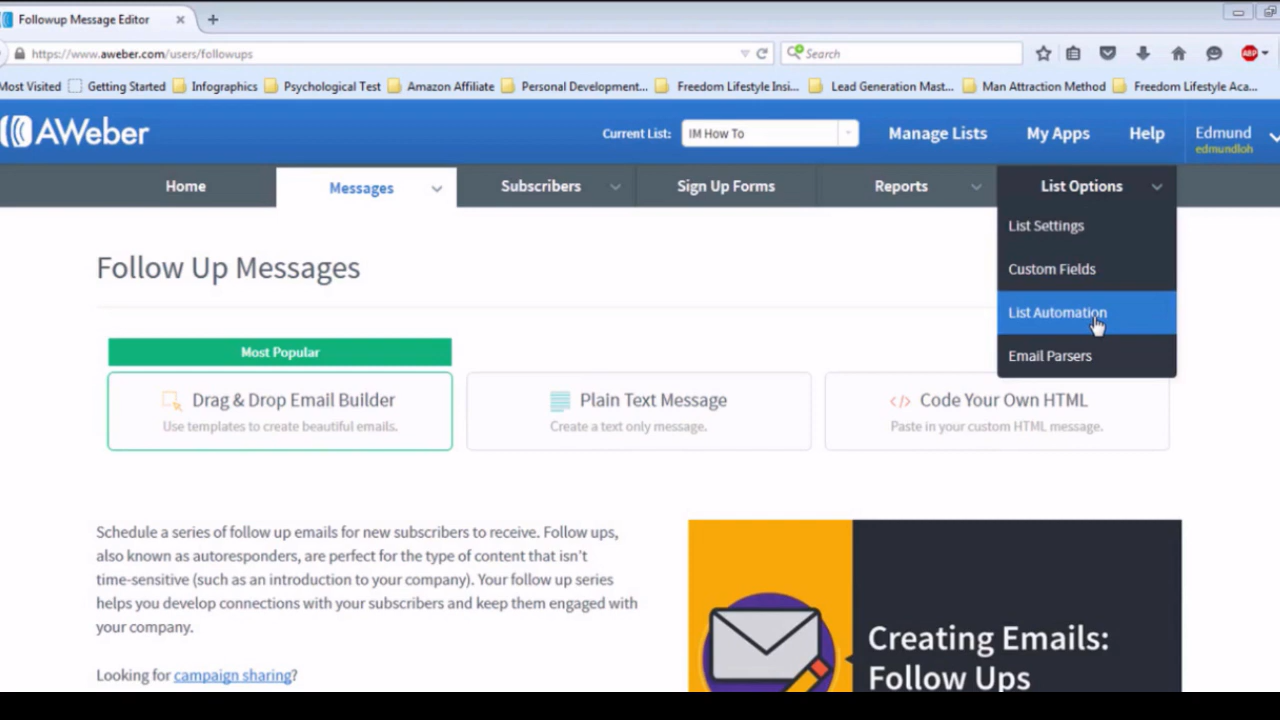 Followup Message Editor
https://www.aweber.com/users/followups
Search
ABP
Most Visited Getting Started Infographics Psychological Test Amazon Affiliate Personal Development... Freedom Lifestyle Insi... Lead Generation Mast... Man Attraction Method Freedom Lifestyle Aca...
AWeber
Current List: IM How To
Manage Lists My Apps Help Edmund
edmundloh
Home Messages Subscribers Sign Up Forms Reports List Options
List Settings
Custom Fields
List Automation
Email Parsers
Follow Up Messages
Most Popular
Drag & Drop Email Builder
Use templates to create beautiful emails.
Plain Text Message
Create a text only message.
</> Code Your Own HTML
Paste in your custom HTML message.
Schedule a series of follow up emails for new subscribers to receive. Follow ups,
also known as autoresponders, are perfect for the type of content that isn't
time-sensitive (such as an introduction to your company). Your follow up series
helps you develop connections with your subscribers and keep them engaged with
your company.
Looking for campaign sharing?
Creating Emails:
Follow Ups